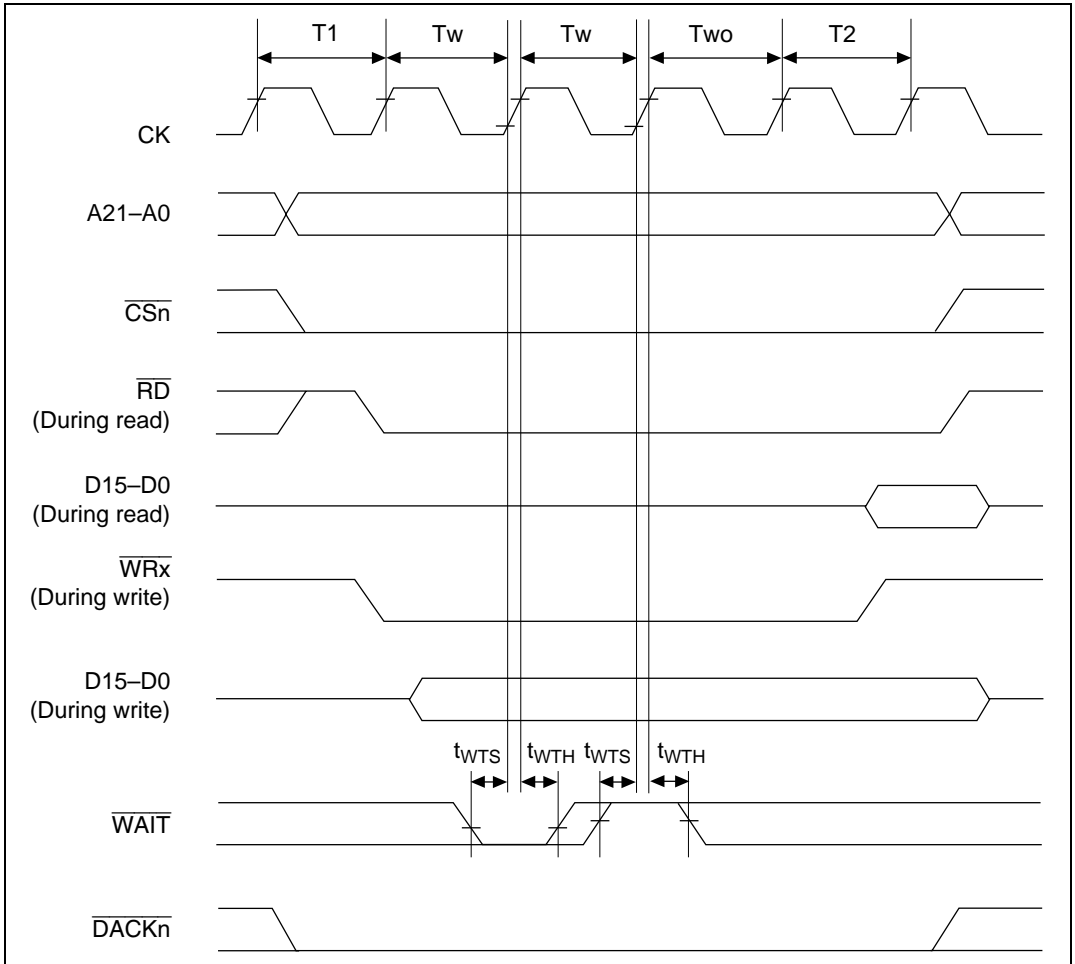 T1 Tw Tw Two T2
CK
A21–A0
CSn
RD
(During read)
D15–D0
(During read)
WRx
(During write)
D15–D0
(During write)
tWTS tWTH tWTS tWTH
WAIT
DACKn